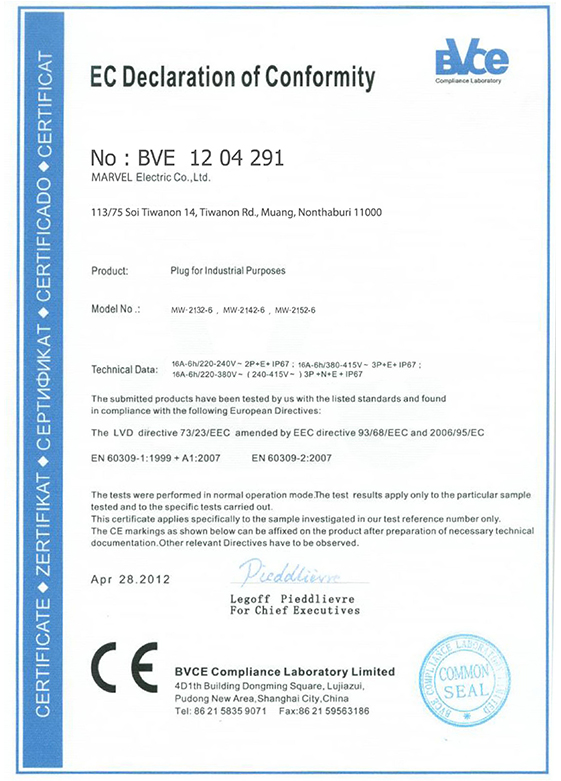 CERTIFICATE ◆ ZERTIFIKAT ◆ СЕРТИФИКАТ ◆ CERTIFICADO ◆ CERTIFICAT
BVCE
Compliance Laboratory
EC Declaration of Conformity
No : BVE 12 04 291
MARVEL Electric Co.,Ltd.
113/75 Soi Tiwanon 14, Tiwanon Rd., Muang, Nonthaburi 11000
Product: Plug for Industrial Purposes
Model No .: MW-2132-6 , MW-2142-6 , MW-2152-6
Technical Data: 16A-6h/220-240V~ 2P+E+ IP67 ; 16A-6h/380-415V~ 3P+E+ IP67 ;
16A-6h/220-380V~ ( 240-415V~ ) 3P +N+E + IP67
The submitted products have been tested by us with the listed standards and found
in compliance with the following European Directives:
The LVD directive 73/23/EEC amended by EEC directive 93/68/EEC and 2006/95/EC
EN 60309-1:1999 + A1:2007 EN 60309-2:2007
The tests were performed in normal operation mode.The test results apply only to the particular sample
tested and to the specific tests carried out.
This certificate applies specifically to the sample investigated in our test reference number only.
The CE markings as shown below can be affixed on the product after preparation of necessary technical
documentation.Other relevant Directives have to be observed.
Apr 28.2012
Pieddlievre
Legoff Pieddlievre
For Chief Executives
CE
BVCE Compliance Laboratory Limited
4D1th Building Dongming Square, Lujiazui,
Pudong New Area,Shanghai City,China
Tel: 86 21 5835 9071 Fax:86 21 59563186
BVCE COMPLIANCE LABORATORY LIMITED
COMMON
SEAL